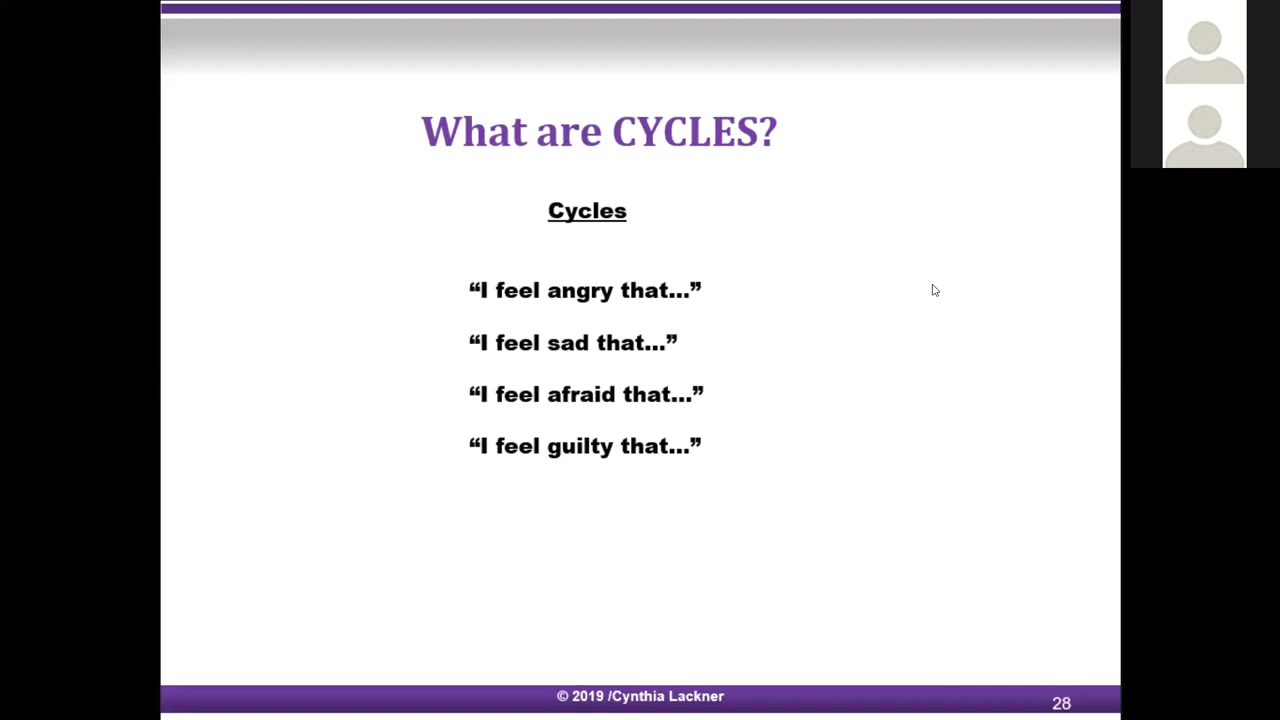 What are CYCLES?
Cycles
“I feel angry that...”
“I feel sad that...”
“I feel afraid that...”
“I feel guilty that...”
© 2019 /Cynthia Lackner
28